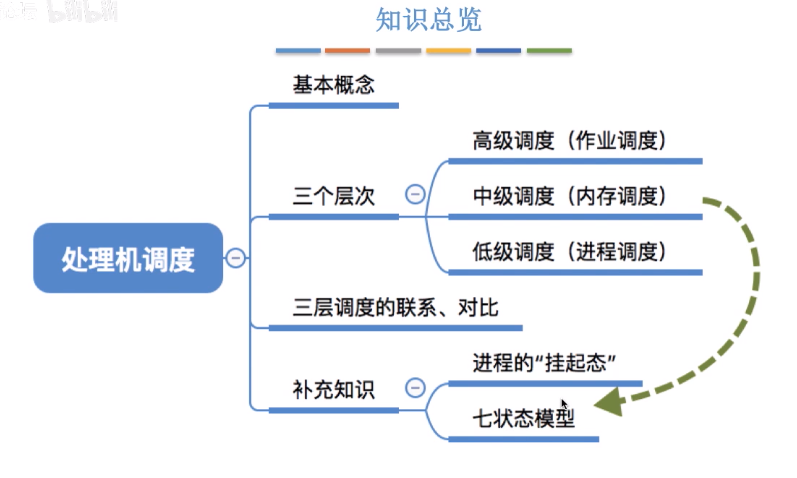 bilibili
知识总览
基本概念
高级调度（作业调度）
三个层次
中级调度（内存调度）
处理机调度
低级调度（进程调度）
三层调度的联系、对比
进程的“挂起态”
补充知识
七状态模型